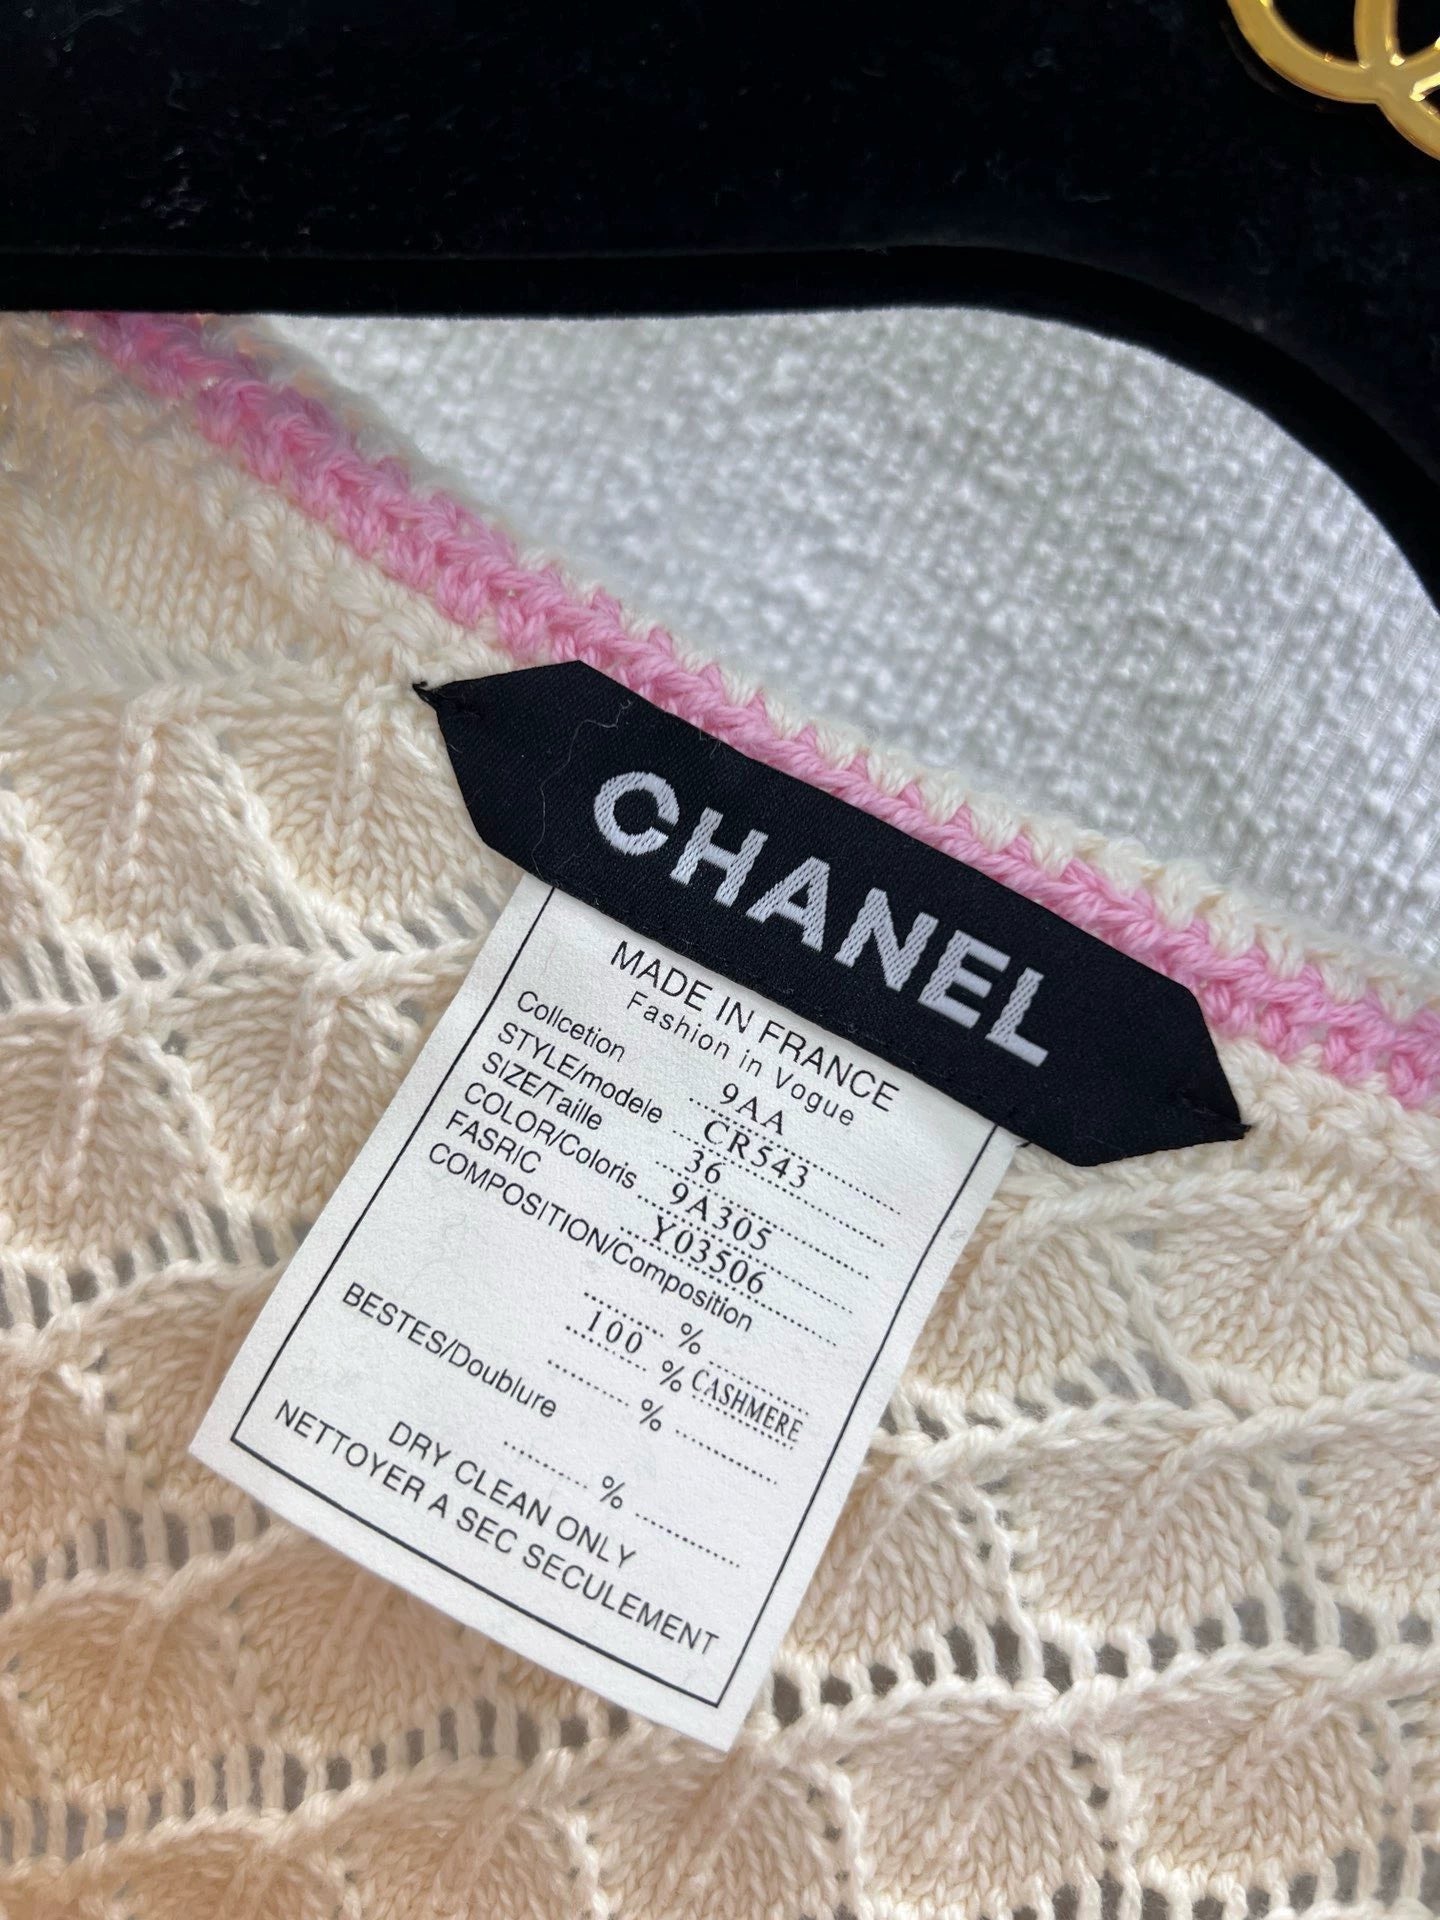 CHANEL
MADE IN FRANCE
Fashion in Vogue
Collcetion 9AA
STYLE/modele CR543
SIZE/Taille 36
COLOR/Coloris 9A305
FASRIC Y03506
COMPOSITION/Composition
%
100 % CASHMERE
%
BESTES/Doublure
%
DRY CLEAN ONLY
NETTOYER A SEC SECULEMENT